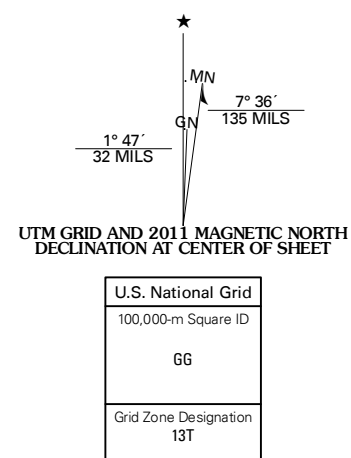 ★
MN
7° 36´
135 MILS
GN
1° 47´
32 MILS
UTM GRID AND 2011 MAGNETIC NORTH
DECLINATION AT CENTER OF SHEET
U.S. National Grid
100,000-m Square ID
GG
Grid Zone Designation
13T